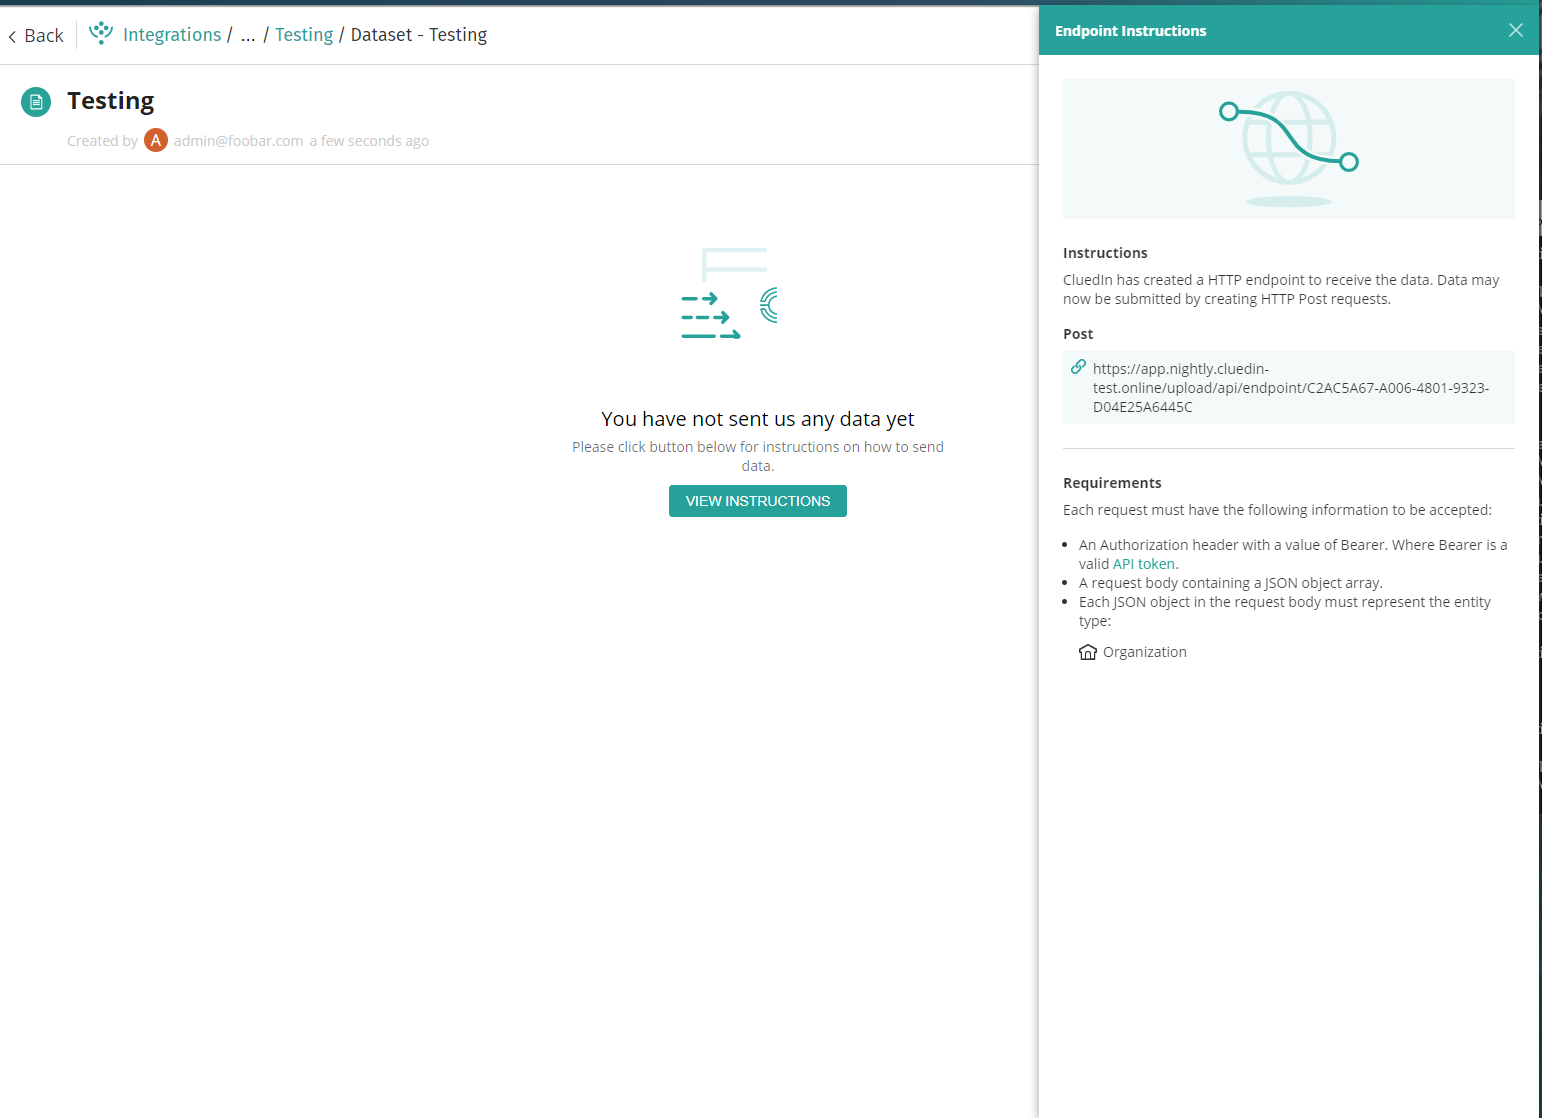 Back
Integrations / ... / Testing / Dataset - Testing
Testing
Created by A admin@foobar.com a few seconds ago
You have not sent us any data yet
Please click button below for instructions on how to send
data.
VIEW INSTRUCTIONS
Endpoint Instructions
Instructions
CluedIn has created a HTTP endpoint to receive the data. Data may
now be submitted by creating HTTP Post requests.
Post
https://app.nightly.cluedin-
test.online/upload/api/endpoint/C2AC5A67-A006-4801-9323-
D04E25A6445C
Requirements
Each request must have the following information to be accepted:
• An Authorization header with a value of Bearer. Where Bearer is a
valid API token.
• A request body containing a JSON object array.
• Each JSON object in the request body must represent the entity
type:
Organization